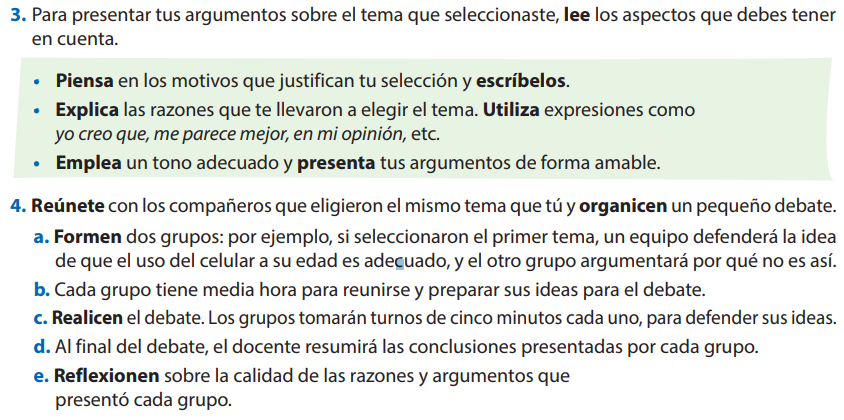 3. Para presentar tus argumentos sobre el tema que seleccionaste, lee los aspectos que debes tener
en cuenta.
• Piensa en los motivos que justifican tu selección y escríbelos.
• Explica las razones que te llevaron a elegir el tema. Utiliza expresiones como
yo creo que, me parece mejor, en mi opinión, etc.
• Emplea un tono adecuado y presenta tus argumentos de forma amable.
4. Reúnete con los compañeros que eligieron el mismo tema que tú y organicen un pequeño debate.
a. Formen dos grupos: por ejemplo, si seleccionaron el primer tema, un equipo defenderá la idea
de que el uso del celular a su edad es adecuado, y el otro grupo argumentará por qué no es así.
b. Cada grupo tiene media hora para reunirse y preparar sus ideas para el debate.
c. Realicen el debate. Los grupos tomarán turnos de cinco minutos cada uno, para defender sus ideas.
d. Al final del debate, el docente resumirá las conclusiones presentadas por cada grupo.
e. Reflexionen sobre la calidad de las razones y argumentos que
presentó cada grupo.